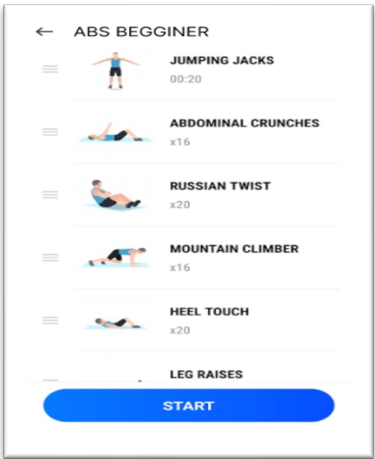 ABS BEGGINER
JUMPING JACKS
00:20
ABDOMINAL CRUNCHES
x16
RUSSIAN TWIST
x20
MOUNTAIN CLIMBER
x16
HEEL TOUCH
x20
LEG RAISES
START